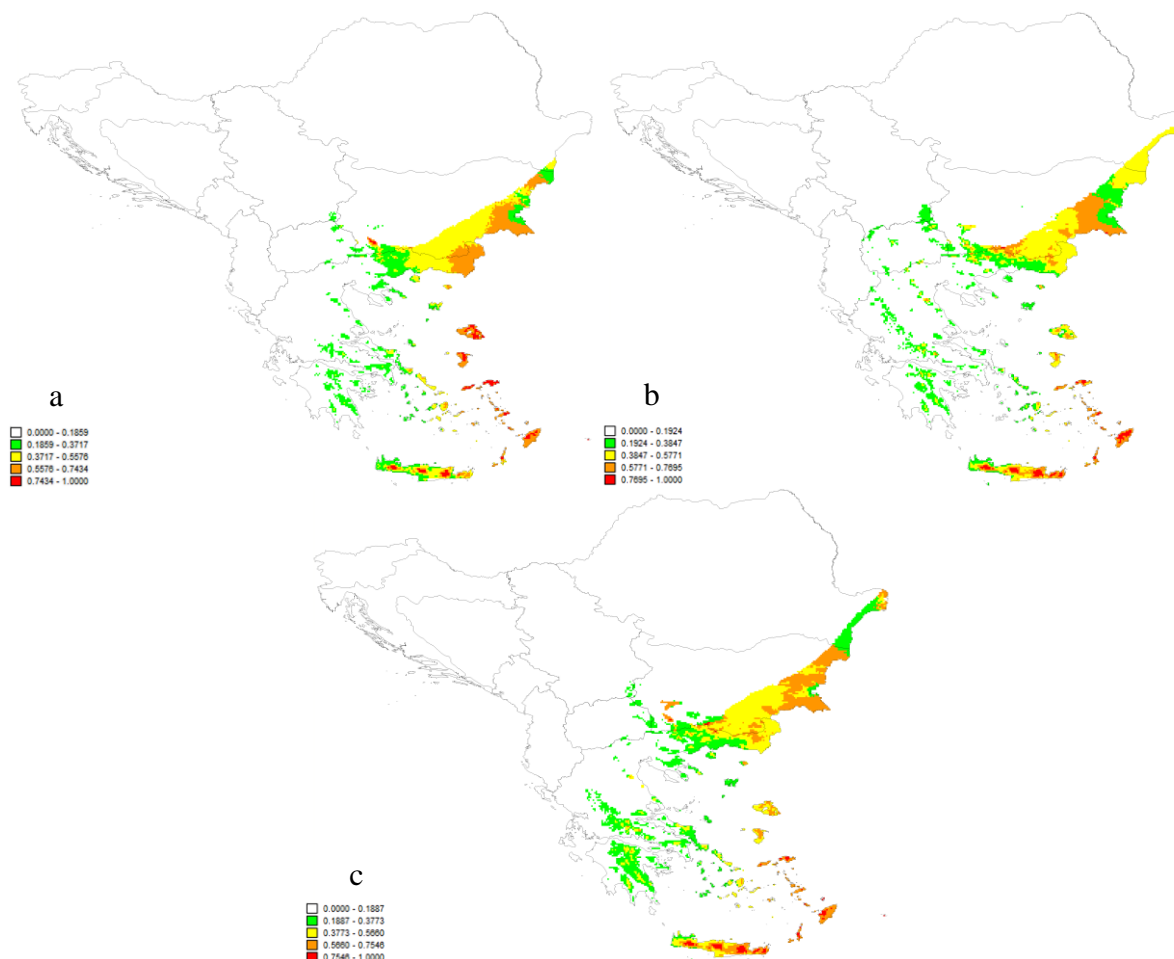 a
0.0000 - 0.1859
0.1859 - 0.3717
0.3717 - 0.5576
0.5576 - 0.7434
0.7434 - 1.0000
b
0.0000 - 0.1924
0.1924 - 0.3847
0.3847 - 0.5771
0.5771 - 0.7695
0.7695 - 1.0000
c
0.0000 - 0.1887
0.1887 - 0.3773
0.3773 - 0.5660
0.5660 - 0.7546
0.7546 - 1.0000